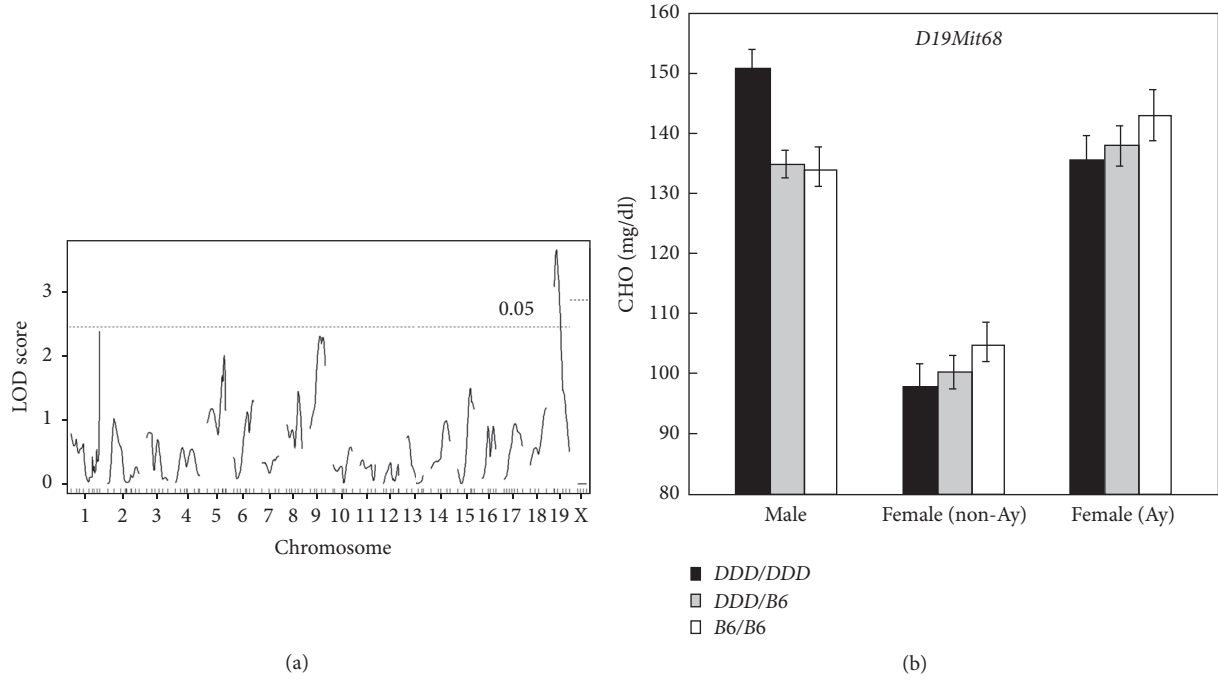 LOD score
3
2
1
0
0.05
1 2 3 4 5 6 7 8 9 10 11 12 13 14 15 16 17 18 19 X
Chromosome
(a)
D19Mit68
CHO (mg/dl)
160
150
140
130
120
110
100
90
80
Male Female (non-Ay) Female (Ay)
DDD/DDD
DDD/B6
B6/B6
(b)